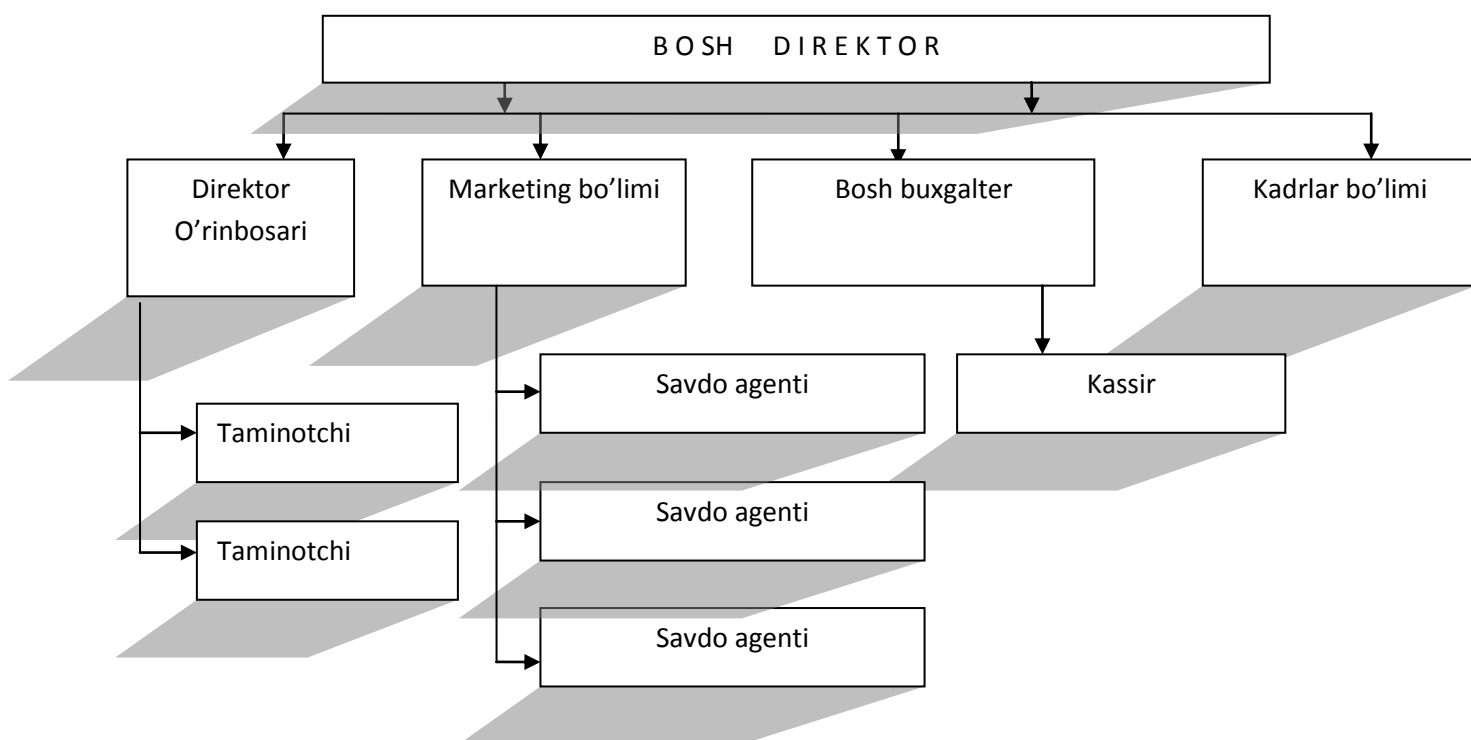 B O SH D I R E K T O R
Direktor
O’rinbosari
Marketing bo’limi
Bosh buxgalter
Kadrlar bo’limi
Savdo agenti
Kassir
Taminotchi
Savdo agenti
Taminotchi
Savdo agenti